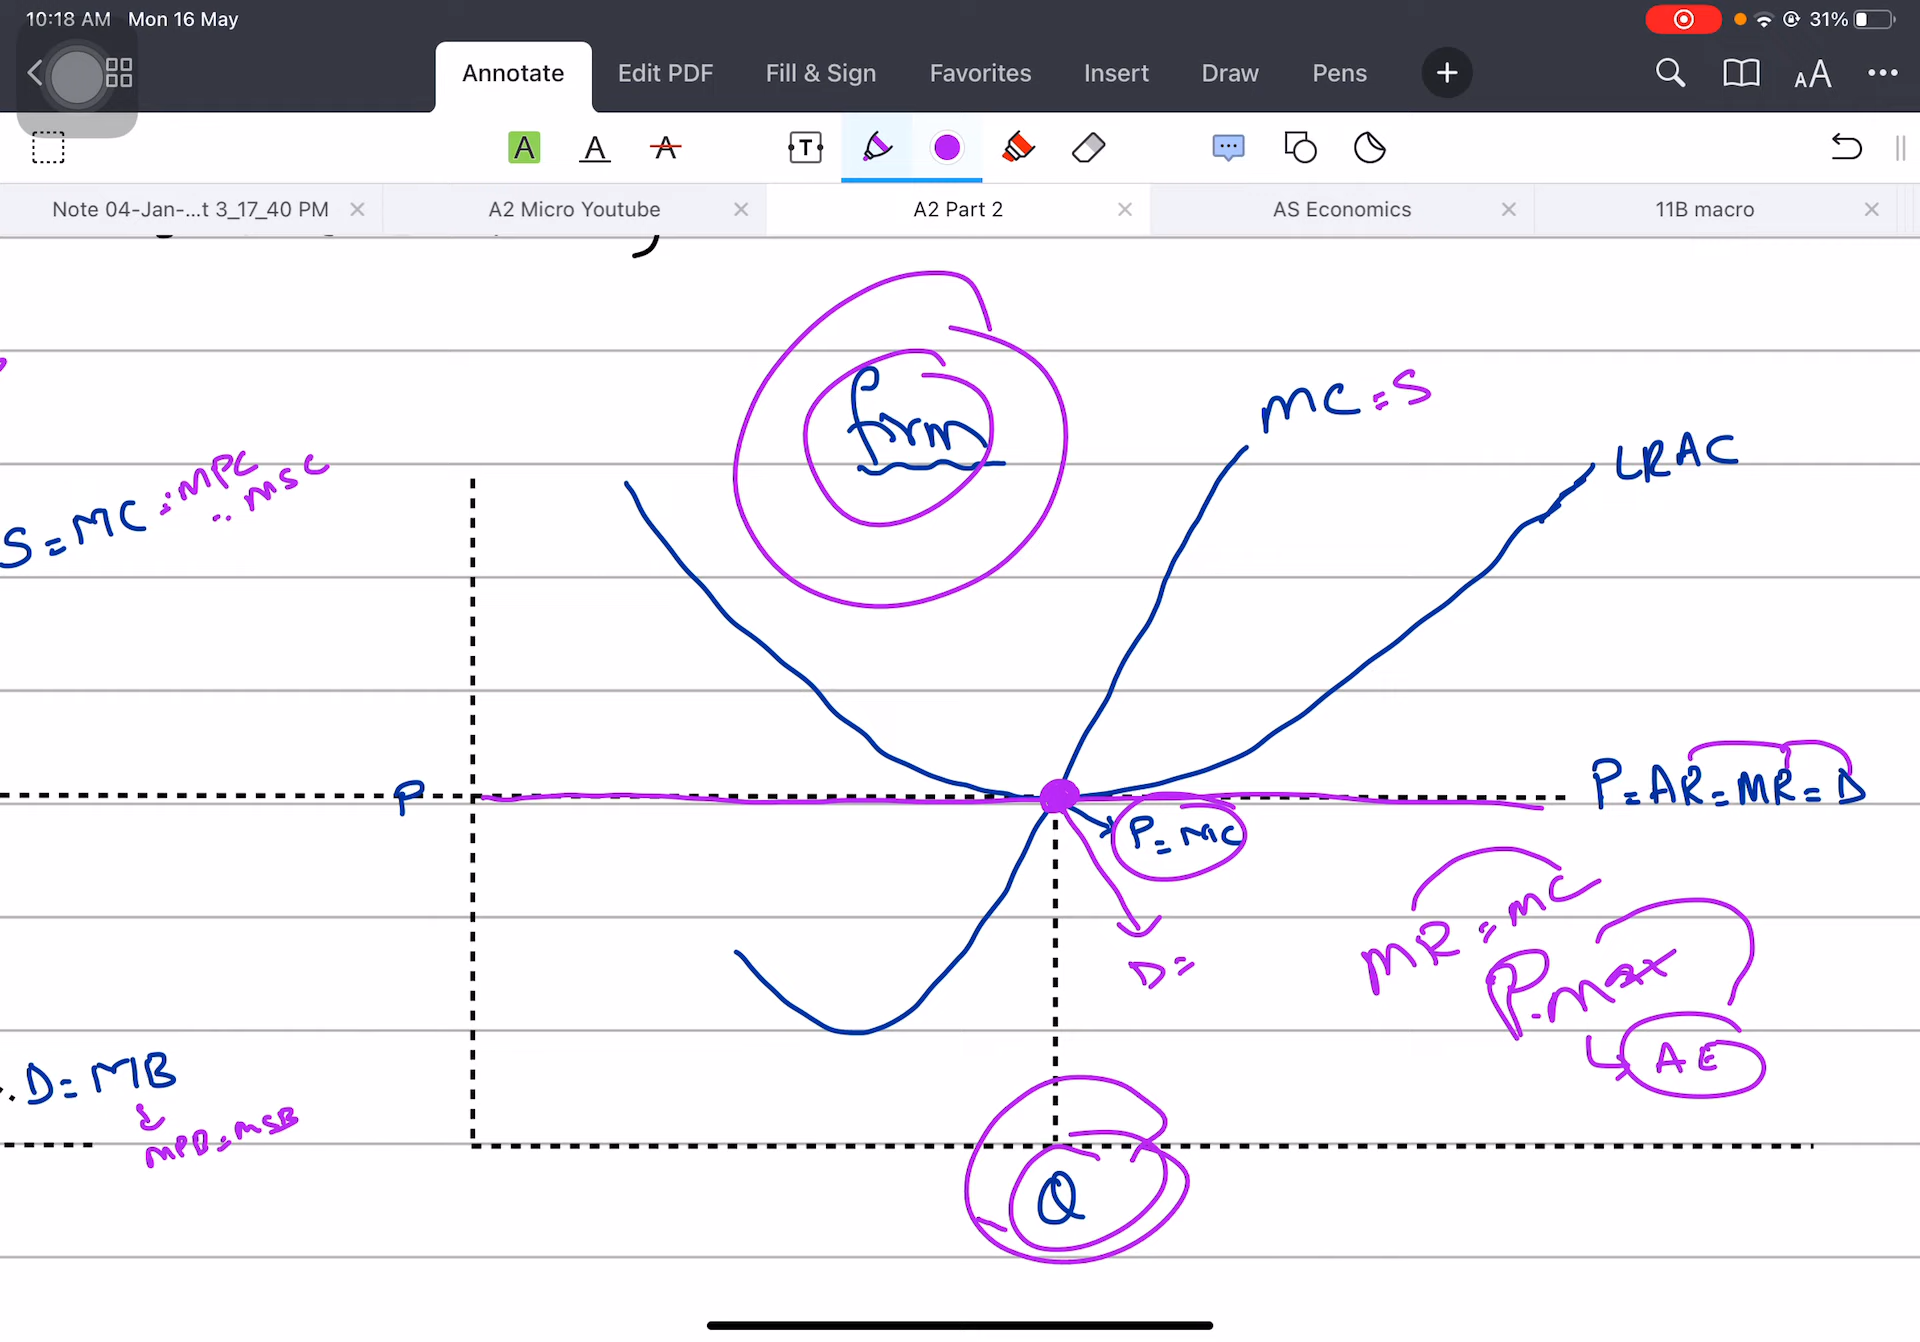 10:18 AM Mon 16 May
31%
Annotate Edit PDF Fill & Sign Favorites Insert Draw Pens
A A A T
AA
Note 04-Jan-...t 3_17_40 PM
A2 Micro Youtube
A2 Part 2
AS Economics
11B macro
firm
MC = S
LRAC
S = MC = MPC
= MSC
P
P = AR = MR = D
P = MC
MR = MC
D =
P.max
AE
D = MB
MPB = MSB
Q